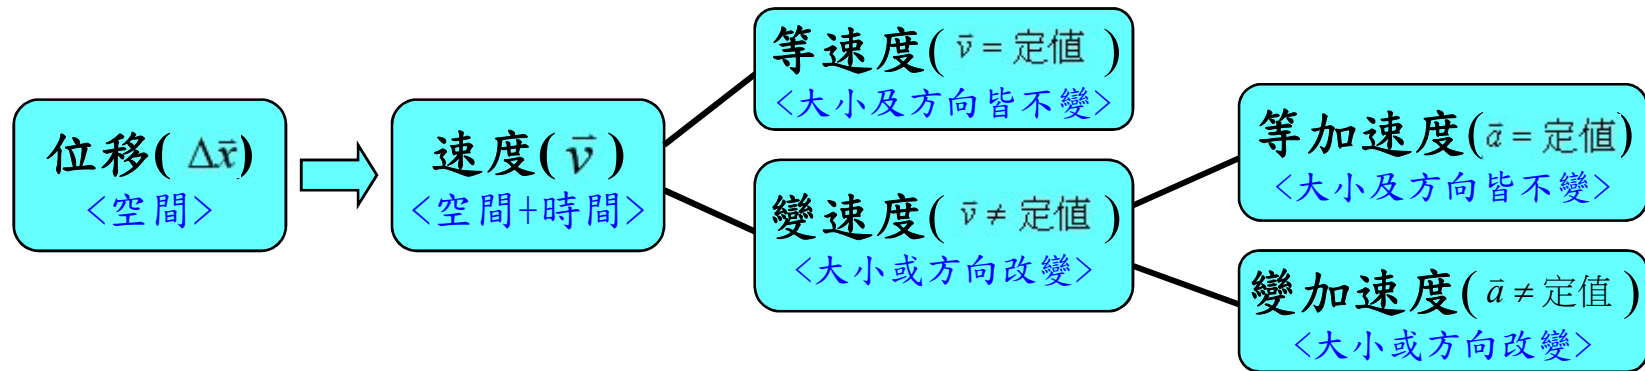 位移( Δx⃗)
<空間>
速度(v⃗)
<空間+時間>
等速度( v⃗ = 定值 )
<大小及方向皆不變>
變速度( v⃗ ≠ 定值 )
<大小或方向改變>
等加速度(a⃗ = 定值)
<大小及方向皆不變>
變加速度( a⃗ ≠ 定值 )
<大小或方向改變>